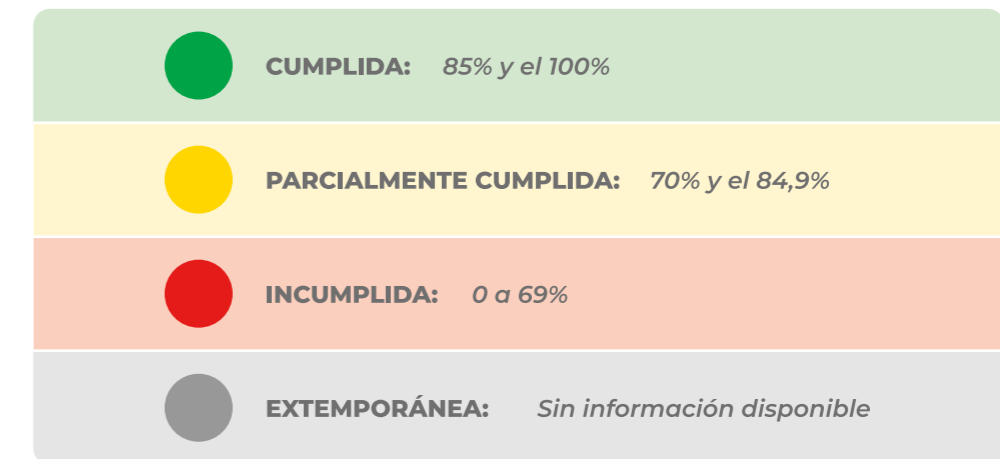 CUMPLIDA: 85% y el 100%
PARCIALMENTE CUMPLIDA: 70% y el 84,9%
INCUMPLIDA: 0 a 69%
EXTEMPORÁNEA: Sin información disponible